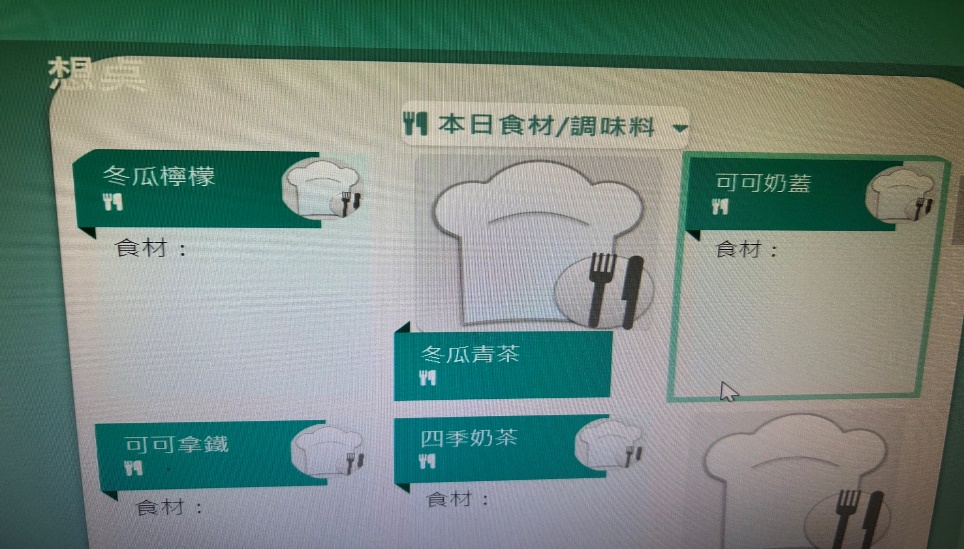 想真
本日食材/調味料
冬瓜檸檬
食材：
冬瓜青茶
可可奶蓋
食材：
可可拿鐵
食材：
四季奶茶
食材：